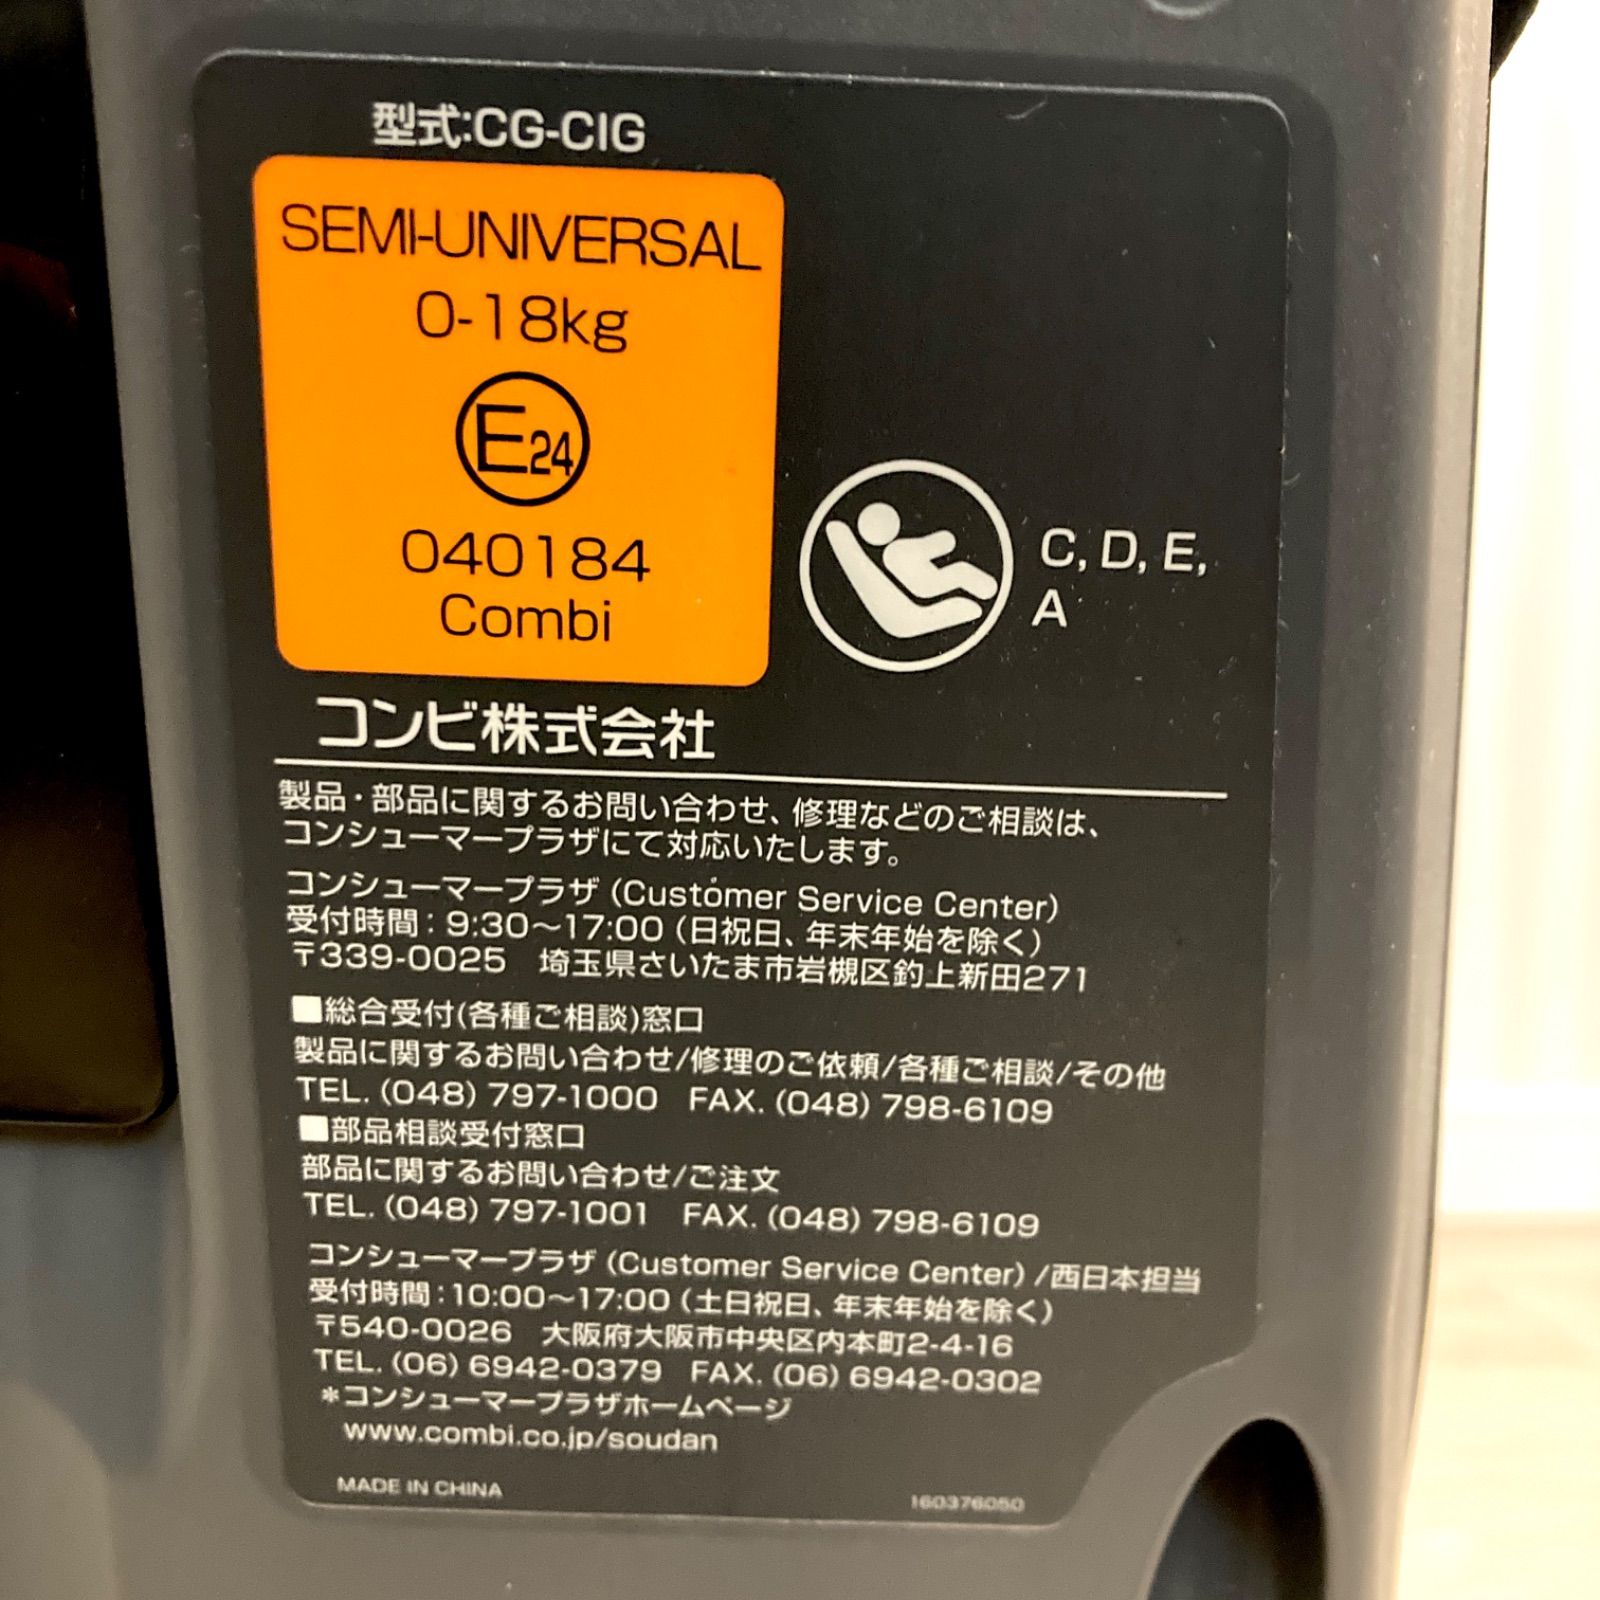 型式:CG-CIG
SEMI-UNIVERSAL
0-18kg
E24
040184
Combi
C, D, E,
A
コンビ株式会社
製品・部品に関するお問い合わせ、修理などのご相談は、
コンシューマープラザにて対応いたします。
コンシューマープラザ (Customer Service Center)
受付時間：9:30〜17:00 (日祝日、年末年始を除く)
〒339-0025 埼玉県さいたま市岩槻区釣上新田271
■総合受付(各種ご相談)窓口
製品に関するお問い合わせ/修理のご依頼/各種ご相談/その他
TEL. (048) 797-1000 FAX. (048) 798-6109
■部品相談受付窓口
部品に関するお問い合わせ/ご注文
TEL. (048) 797-1001 FAX. (048) 798-6109
コンシューマープラザ (Customer Service Center) /西日本担当
受付時間：10:00〜17:00 (土日祝日、年末年始を除く)
〒540-0026 大阪府大阪市中央区内本町2-4-16
TEL. (06) 6942-0379 FAX. (06) 6942-0302
*コンシューマープラザホームページ
www.combi.co.jp/soudan
MADE IN CHINA
160376050